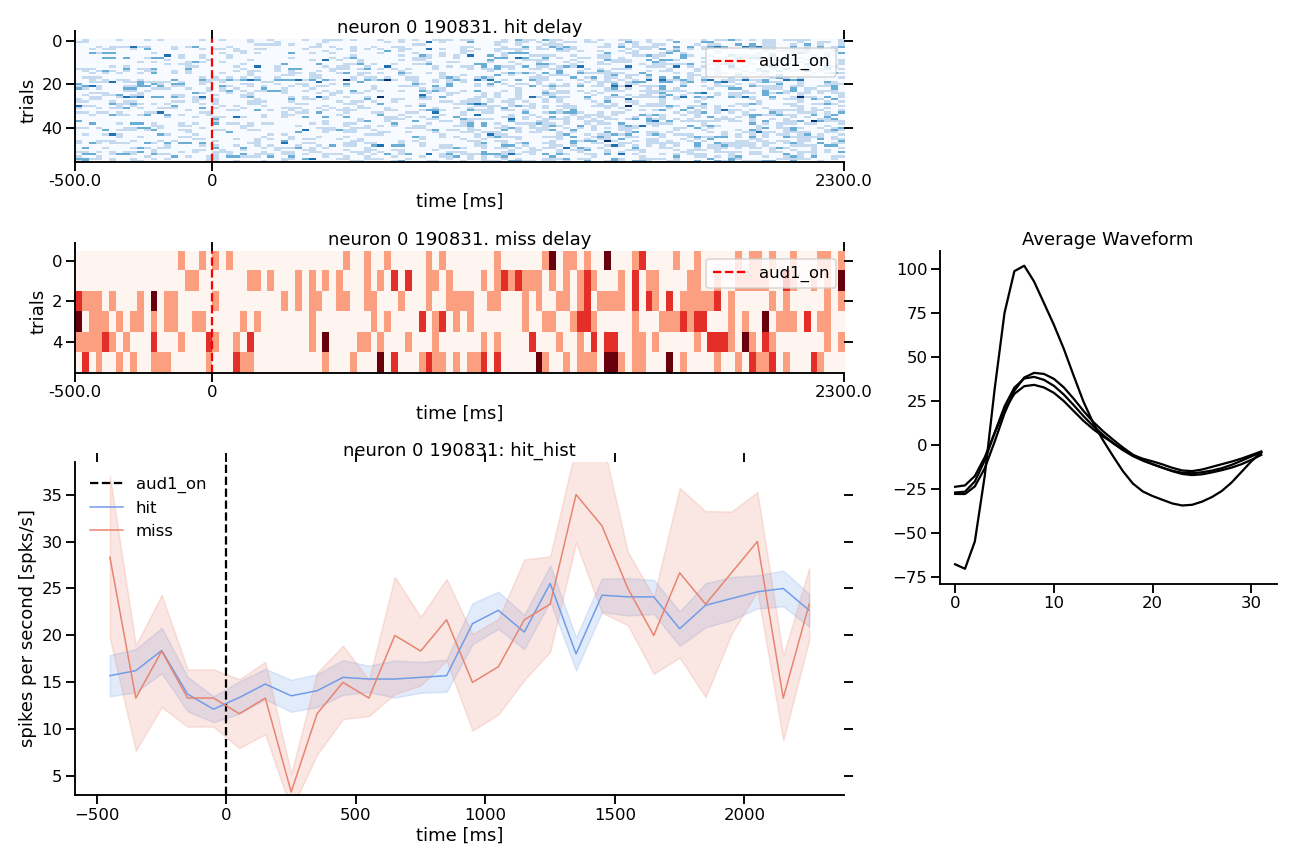 neuron 0 190831. hit delay
0
20
40
trials
aud1_on
-500.0
0
2300.0
time [ms]
neuron 0 190831. miss delay
0
2
4
trials
aud1_on
-500.0
0
2300.0
time [ms]
neuron 0 190831: hit_hist
aud1_on
hit
miss
35
30
25
20
15
10
5
spikes per second [spks/s]
−500
0
500
1000
1500
2000
time [ms]
Average Waveform
100
75
50
25
0
−25
−50
−75
0
10
20
30